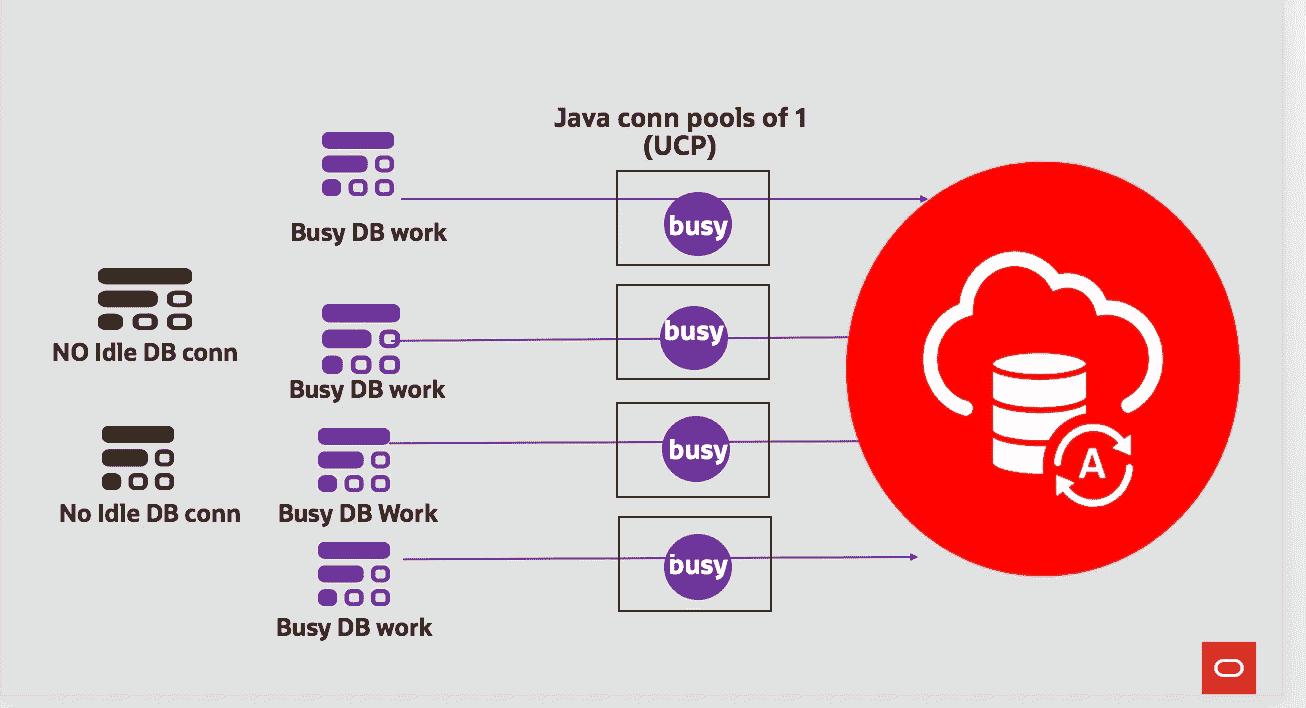 Java conn pools of 1
(UCP)
busy
Busy DB work
busy
NO Idle DB conn
Busy DB work
busy
No Idle DB conn
Busy DB Work
busy
Busy DB work
A